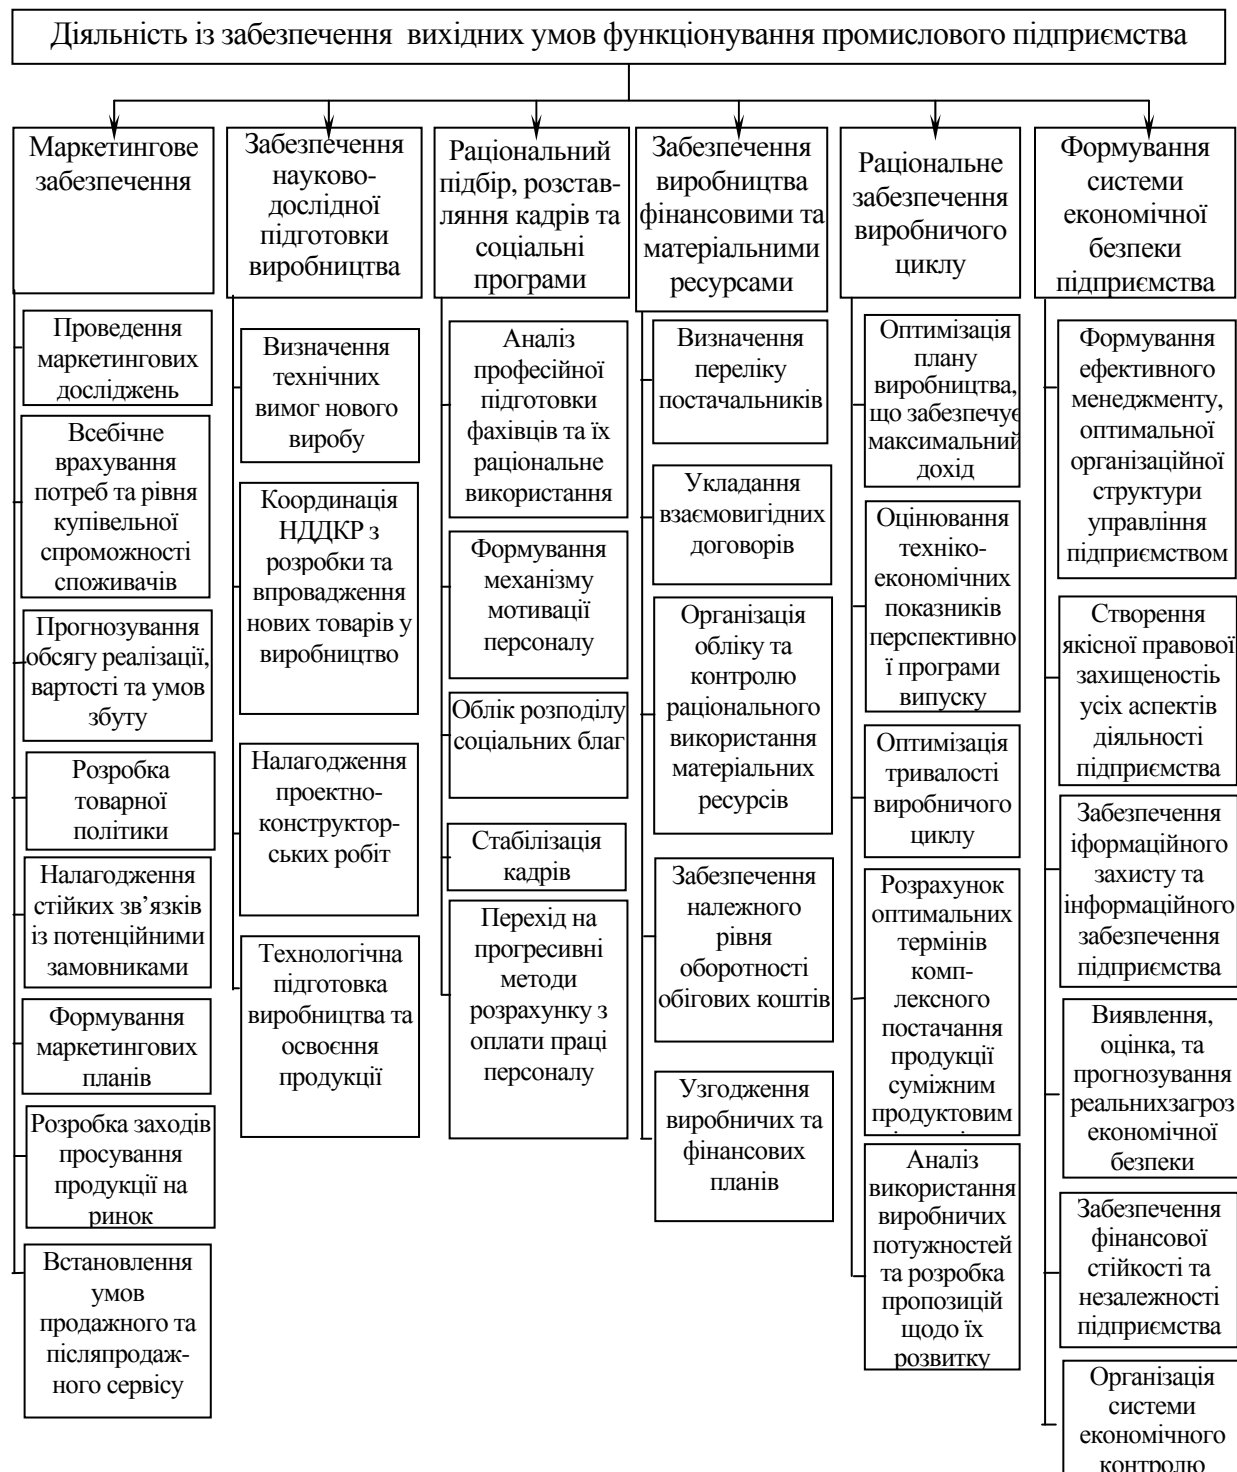 Діяльність із забезпечення вихідних умов функціонування промислового підприємства
Маркетингове
забезпечення
Проведення
маркетингових
досліджень
Всебічне
врахування
потреб та рівня
купівельної
спроможності
споживачів
Прогнозування
обсягу реалізації,
вартості та умов
збуту
Розробка
товарної
політики
Налагодження
стійких зв’язків
із потенційними
замовниками
Формування
маркетингових
планів
Розробка заходів
просування
продукції на
ринок
Встановлення
умов
продажного та
післяпродаж-
ного сервісу
Забезпечення
науково-
дослідної
підготовки
виробництва
Визначення
технічних
вимог нового
виробу
Координація
НДДКР з
розробки та
впровадження
нових товарів у
виробництво
Налагодження
проектно-
конструктор-
ських робіт
Технологічна
підготовка
виробництва та
освоєння
продукції
Раціональний
підбір, розстав-
ляння кадрів та
соціальні
програми
Аналіз
професійної
підготовки
фахівців та їх
раціональне
використання
Формування
механізму
мотивації
персоналу
Облік розподілу
соціальних благ
Стабілізація
кадрів
Перехід на
прогресивні
методи
розрахунку з
оплати праці
персоналу
Забезпечення
виробництва
фінансовими та
матеріальними
ресурсами
Визначення
переліку
постачальників
Укладання
взаємовигідних
договорів
Організація
обліку та
контролю
раціонального
використання
матеріальних
ресурсів
Забезпечення
належного
рівня
оборотності
обігових коштів
Узгодження
виробничих та
фінансових
планів
Раціональне
забезпечення
виробничого
циклу
Оптимізація
плану
виробництва,
що забезпечує
максимальний
дохід
Оцінювання
техніко-
економічних
показників
перспективно
ї програми
випуску
Оптимізація
тривалості
виробничого
циклу
Розрахунок
оптимальних
термінів
комп-
лексного
постачання
продукції
суміжним
продуктовим
Аналіз
використання
виробничих
потужностей
та розробка
пропозицій
щодо їх
розвитку
Формування
системи
економічної
безпеки
підприємства
Формування
ефективного
менеджменту,
оптимальної
організаційної
структури
управління
підприємством
Створення
якісної правової
захищеностіь
усіх аспектів
діяльності
підприємства
Забезпечення
іформаційного
захисту та
інформаційного
забезпечення
підприємства
Виявлення,
оцінка, та
прогнозування
реальнихзагроз
економічної
безпеки
Забезпечення
фінансової
стійкості та
незалежності
підприємства
Організація
системи
економічного
контролю